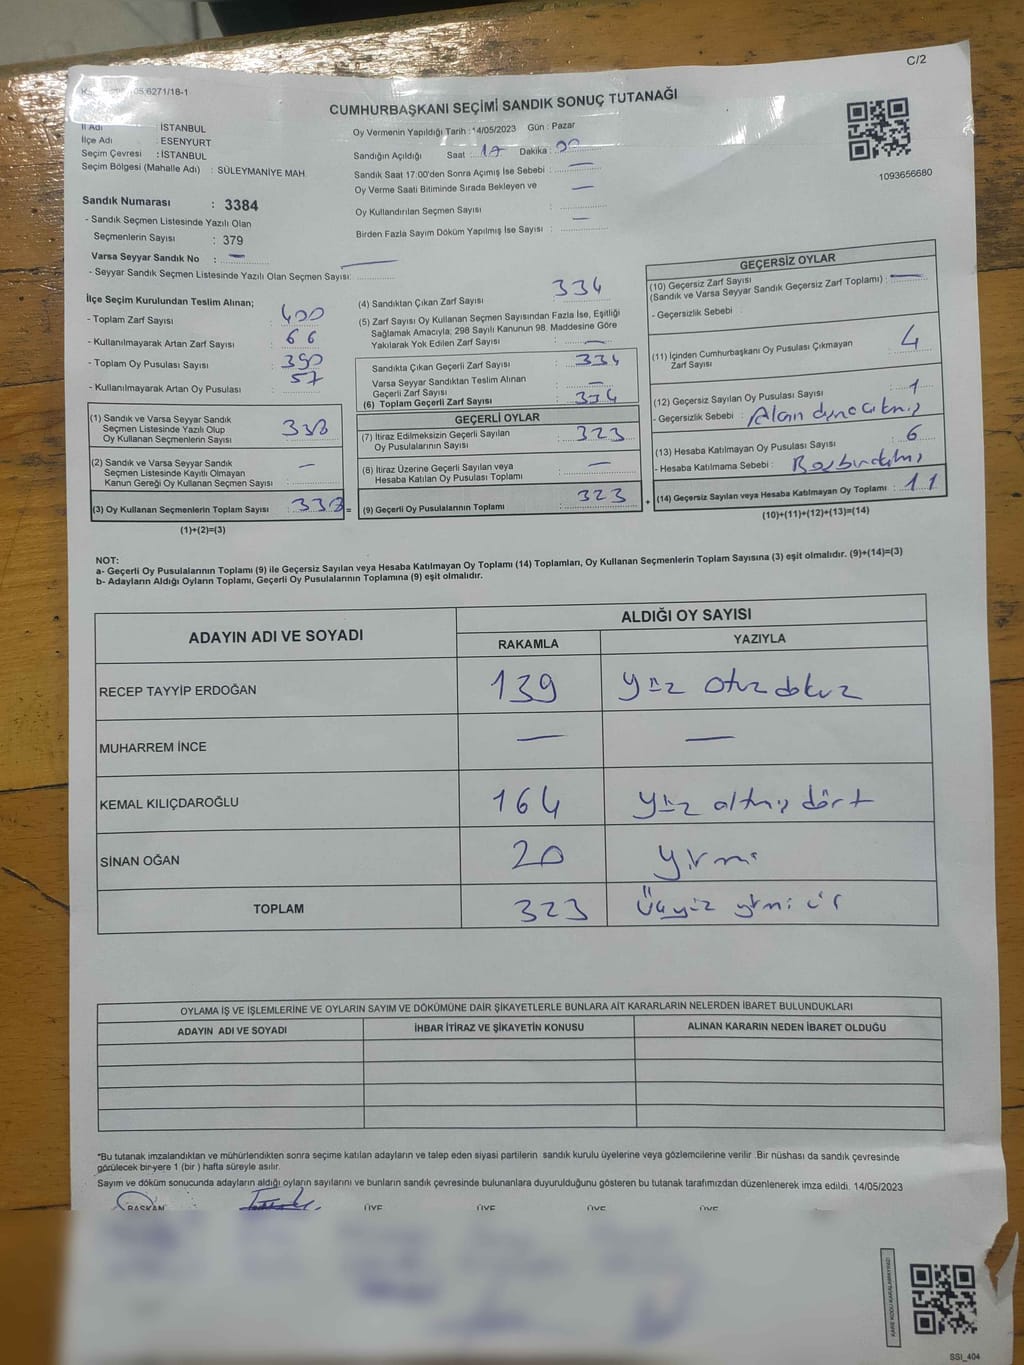 C/2
CUMHURBAŞKANI SEÇİMİ SANDIK SONUÇ TUTANAĞI
İl Adı : İSTANBUL
İlçe Adı : ESENYURT
Seçim Çevresi : İSTANBUL
Seçim Bölgesi (Mahalle Adı) : SÜLEYMANİYE MAH.
Oy Vermenin Yapıldığı Tarih : 14/05/2023 Gün : Pazar
Sandığın Açıldığı Saat : 17 Dakika : 00
Sandık Saat 17:00'den Sonra Açımış İse Sebebi : —
Oy Verme Saati Bitiminde Sırada Bekleyen ve —
Oy Kullandırılan Seçmen Sayısı :
Birden Fazla Sayım Döküm Yapılmış İse Sayısı : —
1093656680
Sandık Numarası : 3384
- Sandık Seçmen Listesinde Yazılı Olan
Seçmenlerin Sayısı : 379
Varsa Seyyar Sandık No : —
- Seyyar Sandık Seçmen Listesinde Yazılı Olan Seçmen Sayısı: —
İlçe Seçim Kurulundan Teslim Alınan;
- Toplam Zarf Sayısı : 400
- Kullanılmayarak Artan Zarf Sayısı : 66
- Toplam Oy Pusulası Sayısı : 390
- Kullanılmayarak Artan Oy Pusulası : 57
(1) Sandık ve Varsa Seyyar Sandık
Seçmen Listesinde Yazılı Olup
Oy Kullanan Seçmenlerin Sayısı
(2) Sandık ve Varsa Seyyar Sandık —
Seçmen Listesinde Kayıtlı Olmayan
Kanun Gereği Oy Kullanan Seçmen Sayısı :
(3) Oy Kullanan Seçmenlerin Toplam Sayısı :
(1)+(2)=(3)
(4) Sandıktan Çıkan Zarf Sayısı 334
(5) Zarf Sayısı Oy Kullanan Seçmen Sayısından Fazla İse, Eşitliği
Sağlamak Amacıyla; 298 Sayılı Kanunun 98. Maddesine Göre
Yakılarak Yok Edilen Zarf Sayısı : —
Sandıkta Çıkan Geçerli Zarf Sayısı : 334
Varsa Seyyar Sandıktan Teslim Alınan
Geçerli Zarf Sayısı : —
(6) Toplam Geçerli Zarf Sayısı : 334
GEÇERLİ OYLAR
(7) İtiraz Edilmeksizin Geçerli Sayılan
Oy Pusulalarının Sayısı : 323
(8) İtiraz Üzerine Geçerli Sayılan veya
Hesaba Katılan Oy Pusulası Toplamı : —
(9) Geçerli Oy Pusulalarının Toplamı : 323
GEÇERSİZ OYLAR
(10) Geçersiz Zarf Sayısı
(Sandık ve Varsa Seyyar Sandık Geçersiz Zarf Toplamı) : —
- Geçersizlik Sebebi :
(11) İçinden Cumhurbaşkanı Oy Pusulası Çıkmayan 4
Zarf Sayısı
(12) Geçersiz Sayılan Oy Pusulası Sayısı : 1
- Geçersizlik Sebebi :
(13) Hesaba Katılmayan Oy Pusulası Sayısı : 6
- Hesaba Katılmama Sebebi :
(14) Geçersiz Sayılan veya Hesaba Katılmayan Oy Toplamı : 11
(10)+(11)+(12)+(13)=(14)
NOT:
a- Geçerli Oy Pusulalarının Toplamı (9) ile Geçersiz Sayılan veya Hesaba Katılmayan Oy Toplamı (14) Toplamları, Oy Kullanan Seçmenlerin Toplam Sayısına (3) eşit olmalıdır. (9)+(14)=(3)
b- Adayların Aldığı Oyların Toplamı, Geçerli Oy Pusulalarının Toplamına (9) eşit olmalıdır.
ADAYIN ADI VE SOYADI
ALDIĞI OY SAYISI
RAKAMLA YAZIYLA
RECEP TAYYİP ERDOĞAN 139 yüz otuz dokuz
MUHARREM İNCE — —
KEMAL KILIÇDAROĞLU 164 yüz altmış dört
SİNAN OĞAN 20 yirmi
TOPLAM 323 Üçyüz yirmi üç
OYLAMA İŞ VE İŞLEMLERİNE VE OYLARIN SAYIM VE DÖKÜMÜNE DAİR ŞİKAYETLERLE BUNLARA AİT KARARLARIN NELERDEN İBARET BULUNDUKLARI
ADAYIN ADI VE SOYADI İHBAR İTİRAZ VE ŞİKAYETİN KONUSU ALINAN KARARIN NEDEN İBARET OLDUĞU
*Bu tutanak imzalandıktan ve mühürlendikten sonra seçime katılan adayların ve talep eden siyasi partilerin sandık kurulu üyelerine veya gözlemcilerine verilir. Bir nüshası da sandık çevresinde
görülecek bir yere 1 (bir ) hafta süreyle asılır.
Sayım ve döküm sonucunda adayların aldığı oyların sayılarını ve bunların sandık çevresinde bulunanlara duyurulduğunu gösteren bu tutanak tarafımızdan düzenlenerek imza edildi. 14/05/2023
BAŞKAN ÜYE ÜYE ÜYE ÜYE
SSI_404